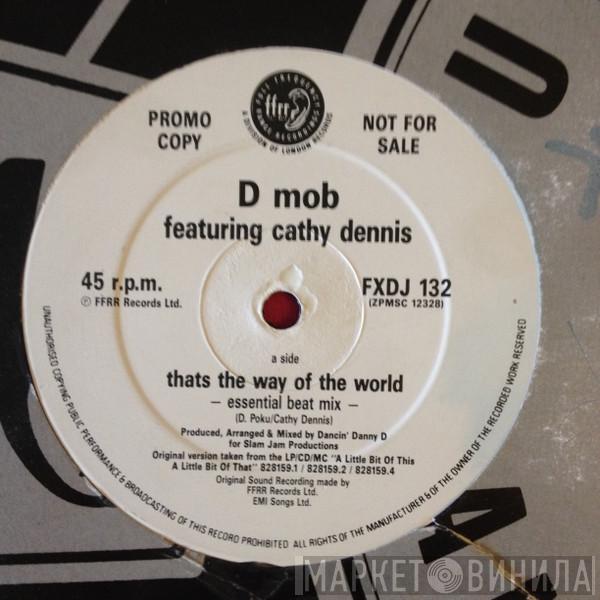 FULL FREQUENCY RANGE RECORDINGS
ffrr
A DIVISION OF LONDON RECORDS
PROMO COPY
NOT FOR SALE
D mob
featuring cathy dennis
45 r.p.m.
℗ FFRR Records Ltd.
FXDJ 132
(ZPMSC 12328)
a side
thats the way of the world
– essential beat mix –
(D. Poku/Cathy Dennis)
Produced, Arranged & Mixed by Dancin' Danny D
for Slam Jam Productions
Original version taken from the LP/CD/MC "A Little Bit Of This
A Little Bit Of That" 828159.1 / 828159.2 / 828159.4
Original Sound Recording made by
FFRR Records Ltd.
EMI Songs Ltd.
UNAUTHORISED COPYING PUBLIC PERFORMANCE & BROADCASTING OF THIS RECORD PROHIBITED ALL RIGHTS OF THE MANUFACTURER & OF THE OWNER OF THE RECORDED WORK RESERVED
МАРКЕТ ВИНИЛА